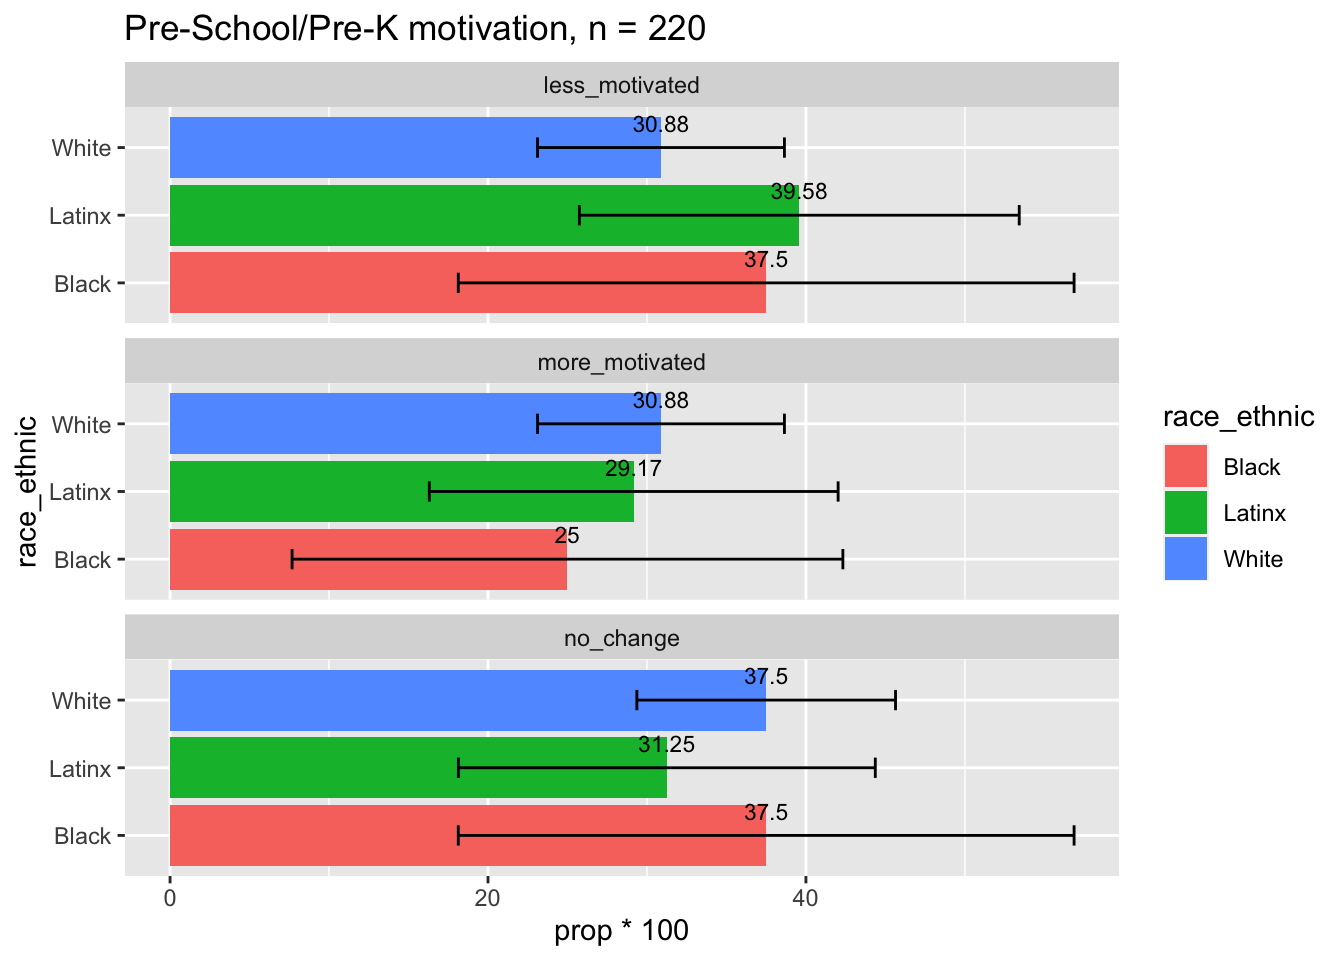 Pre-School/Pre-K motivation, n = 220
less_motivated
White
30.88
Latinx
39.58
Black
37.5
more_motivated
White
30.88
Latinx
29.17
Black
25
no_change
White
37.5
Latinx
31.25
Black
37.5
0 20 40
prop * 100
race_ethnic
race_ethnic
Black
Latinx
White